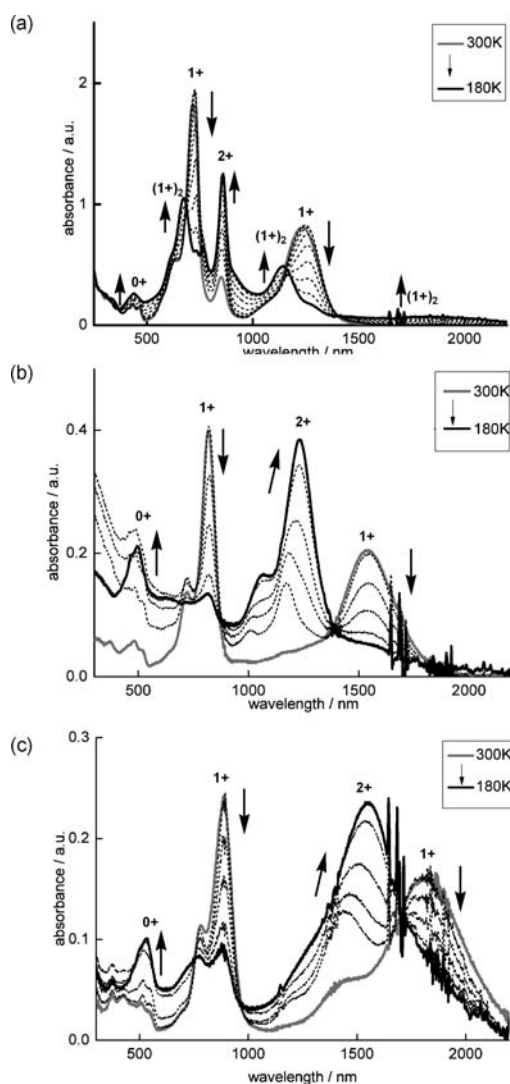 (a)
300K
180K
1+
2+
(1+)₂
1+
(1+)₂
0+
(1+)₂
2
1
0
absorbance / a.u.
500 1000 1500 2000
wavelength / nm
(b)
300K
180K
1+
2+
1+
0+
0.4
0.2
0.0
absorbance / a.u.
500 1000 1500 2000
wavelength / nm
(c)
300K
180K
1+
2+
1+
0+
0.3
0.2
0.1
0.0
absorbance / a.u.
500 1000 1500 2000
wavelength / nm